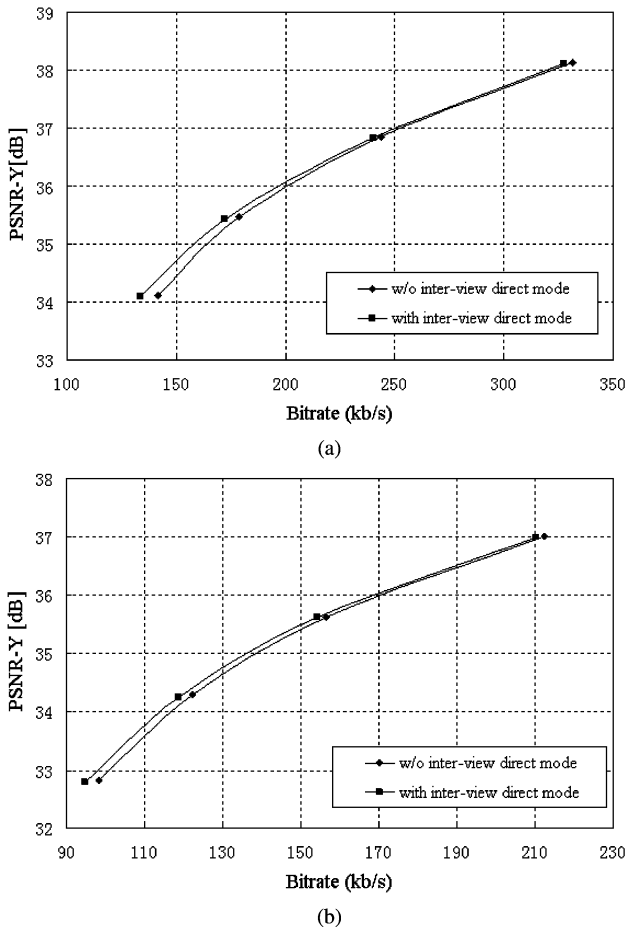 39
38
37
36
35
34
33
PSNR-Y[dB]
w/o inter-view direct mode
with inter-view direct mode
100 150 200 250 300 350
Bitrate (kb/s)
(a)
38
37
36
35
34
33
32
PSNR-Y [dB]
w/o inter-view direct mode
with inter-view direct mode
90 110 130 150 170 190 210 230
Bitrate (kb/s)
(b)